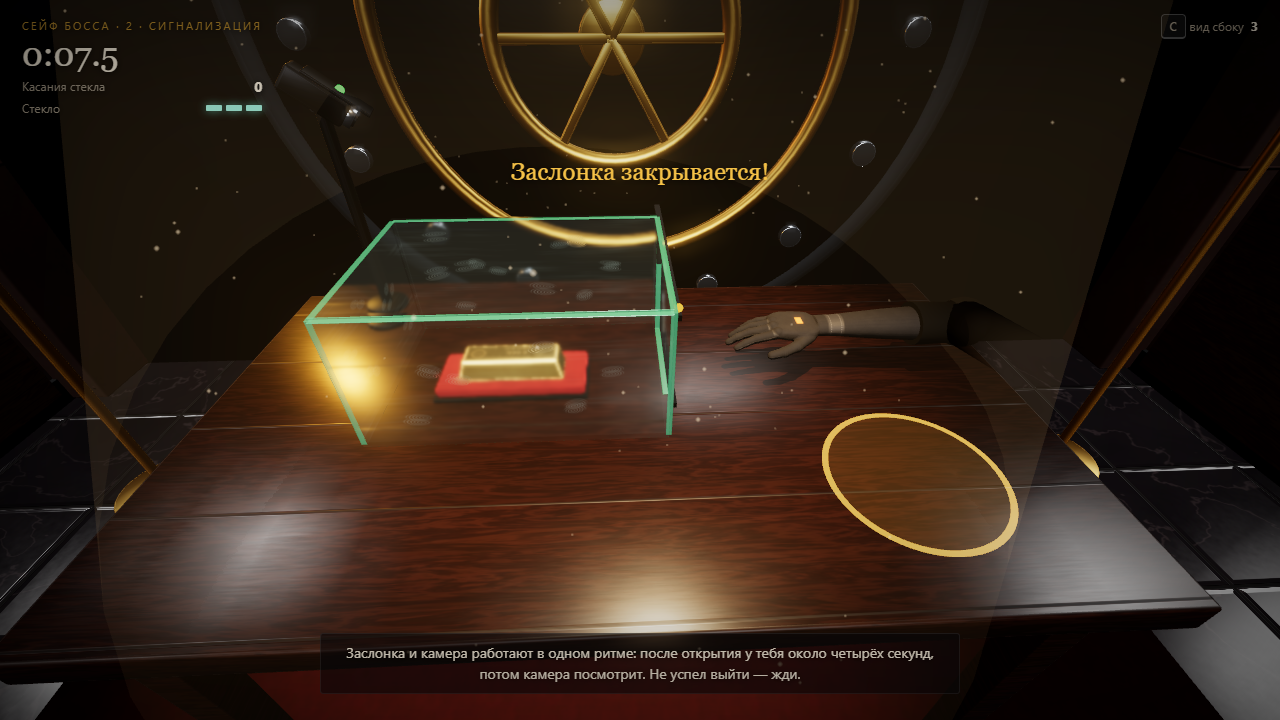 СЕЙФ БОССА · 2 · СИГНАЛИЗАЦИЯ
0:07.5
Касания стекла 0
Стекло
C вид сбоку 3
Заслонка закрывается!
Заслонка и камера работают в одном ритме: после открытия у тебя около четырёх секунд,
потом камера посмотрит. Не успел выйти — жди.